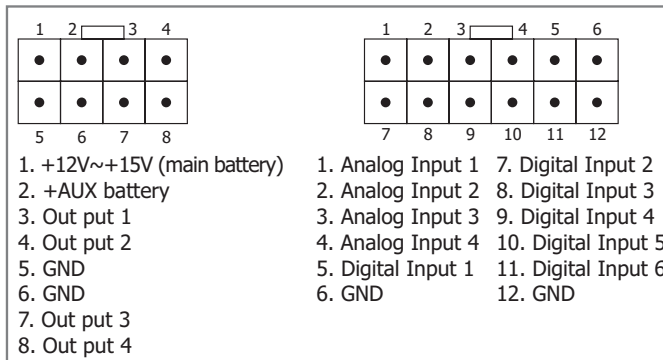 1 2 3 4
5 6 7 8
1. +12V~+15V (main battery)
2. +AUX battery
3. Out put 1
4. Out put 2
5. GND
6. GND
7. Out put 3
8. Out put 4
1 2 3 4 5 6
7 8 9 10 11 12
1. Analog Input 1
2. Analog Input 2
3. Analog Input 3
4. Analog Input 4
5. Digital Input 1
6. GND
7. Digital Input 2
8. Digital Input 3
9. Digital Input 4
10. Digital Input 5
11. Digital Input 6
12. GND